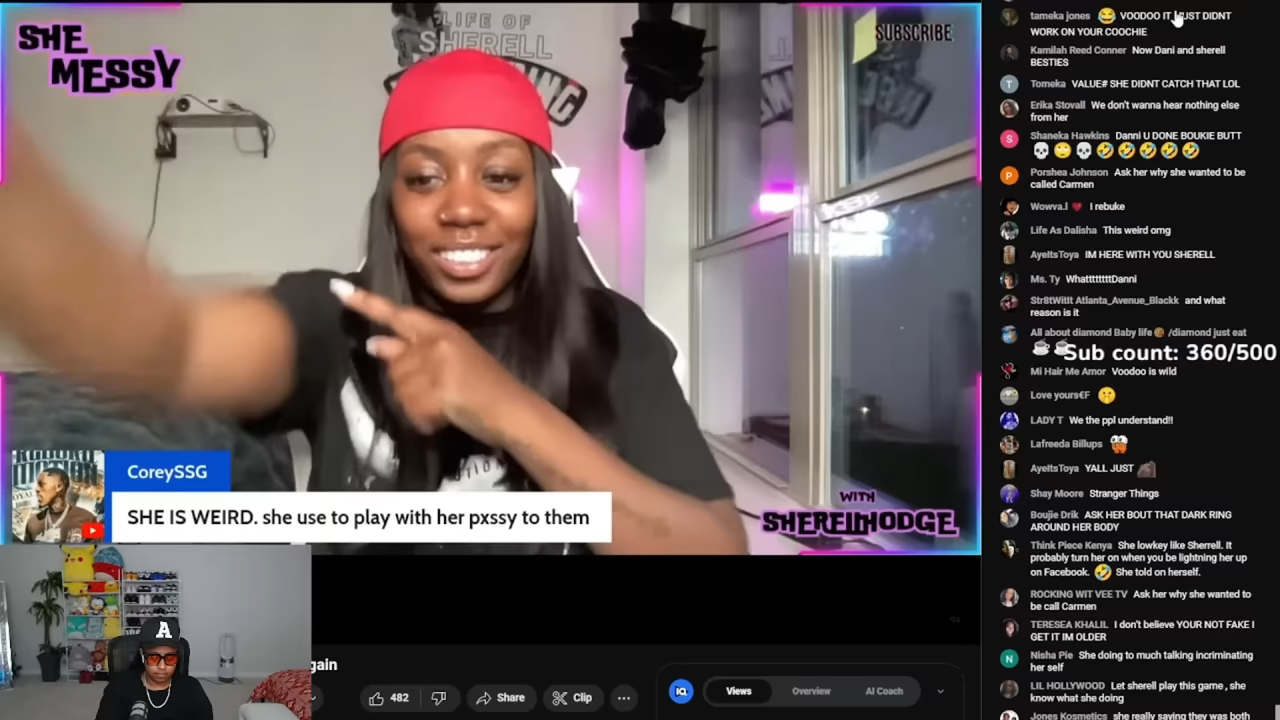 SHE
MESSY
LIFE OF
SHERELL
SUBSCRIBE
CoreySSG
SHE IS WEIRD. she use to play with her pxssy to them
WITH
SHERELLHODGE
A
gain
482
Share
Clip
IQ
Views
Overview
AI Coach
Sub count: 360/500
tameka jones 😂 VOODOO IT JUST DIDNT
WORK ON YOUR COOCHIE
Kamilah Reed Conner Now Dani and sherell
BESTIES
T
Tomeka VALUE# SHE DIDNT CATCH THAT LOL
Erika Stovall We don't wanna hear nothing else
from her
S
Shaneka Hawkins Danni U DONE BOUKIE BUTT
💀🙄💀🤣🤣🤣🤣🤣
P
Porshea Johnson Ask her why she wanted to be
called Carmen
Wowva.l ♥️ I rebuke
Life As Dalisha This weird omg
AyeItsToya IM HERE WITH YOU SHERELL
Ms. Ty WhatttttttttDanni
Str8tWitIt Atlanta_Avenue_Blackk and what
reason is it
All about diamond Baby life /diamond just eat
☕☕
Mi Hair Me Amor Voodoo is wild
Love yours€F 🤫
LADY T We the ppl understand!!
Lafreeda Billups
AyeItsToya YALL JUST
Shay Moore Stranger Things
Boujie Drik ASK HER BOUT THAT DARK RING
AROUND HER BODY
Think Piece Kenya She lowkey like Sherrell. It
probably turn her on when you be lightning her up
on Facebook. 🤣 She told on herself.
ROCKING WIT VEE TV Ask her why she wanted to
be call Carmen
TERESEA KHALIL I don't believe YOUR NOT FAKE I
GET IT IM OLDER
N
Nisha Pie She doing to much talking incriminating
her self
LIL HOLLYWOOD Let sherell play this game , she
know what she doing
Jones Kosmetics she really saying they was both